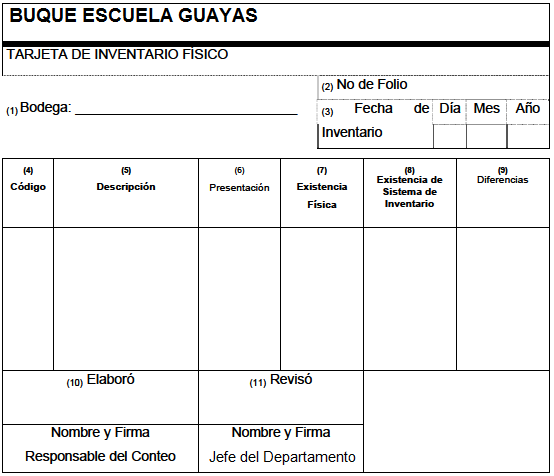 BUQUE ESCUELA GUAYAS
TARJETA DE INVENTARIO FÍSICO
(2) No de Folio
(1) Bodega: ____________________________
(3) Fecha de Inventario
Día Mes Año
(4) Código
(5) Descripción
(6) Presentación
(7) Existencia Física
(8) Existencia de Sistema de Inventario
(9) Diferencias
(10) Elaboró
(11) Revisó
Nombre y Firma
Responsable del Conteo
Nombre y Firma
Jefe del Departamento